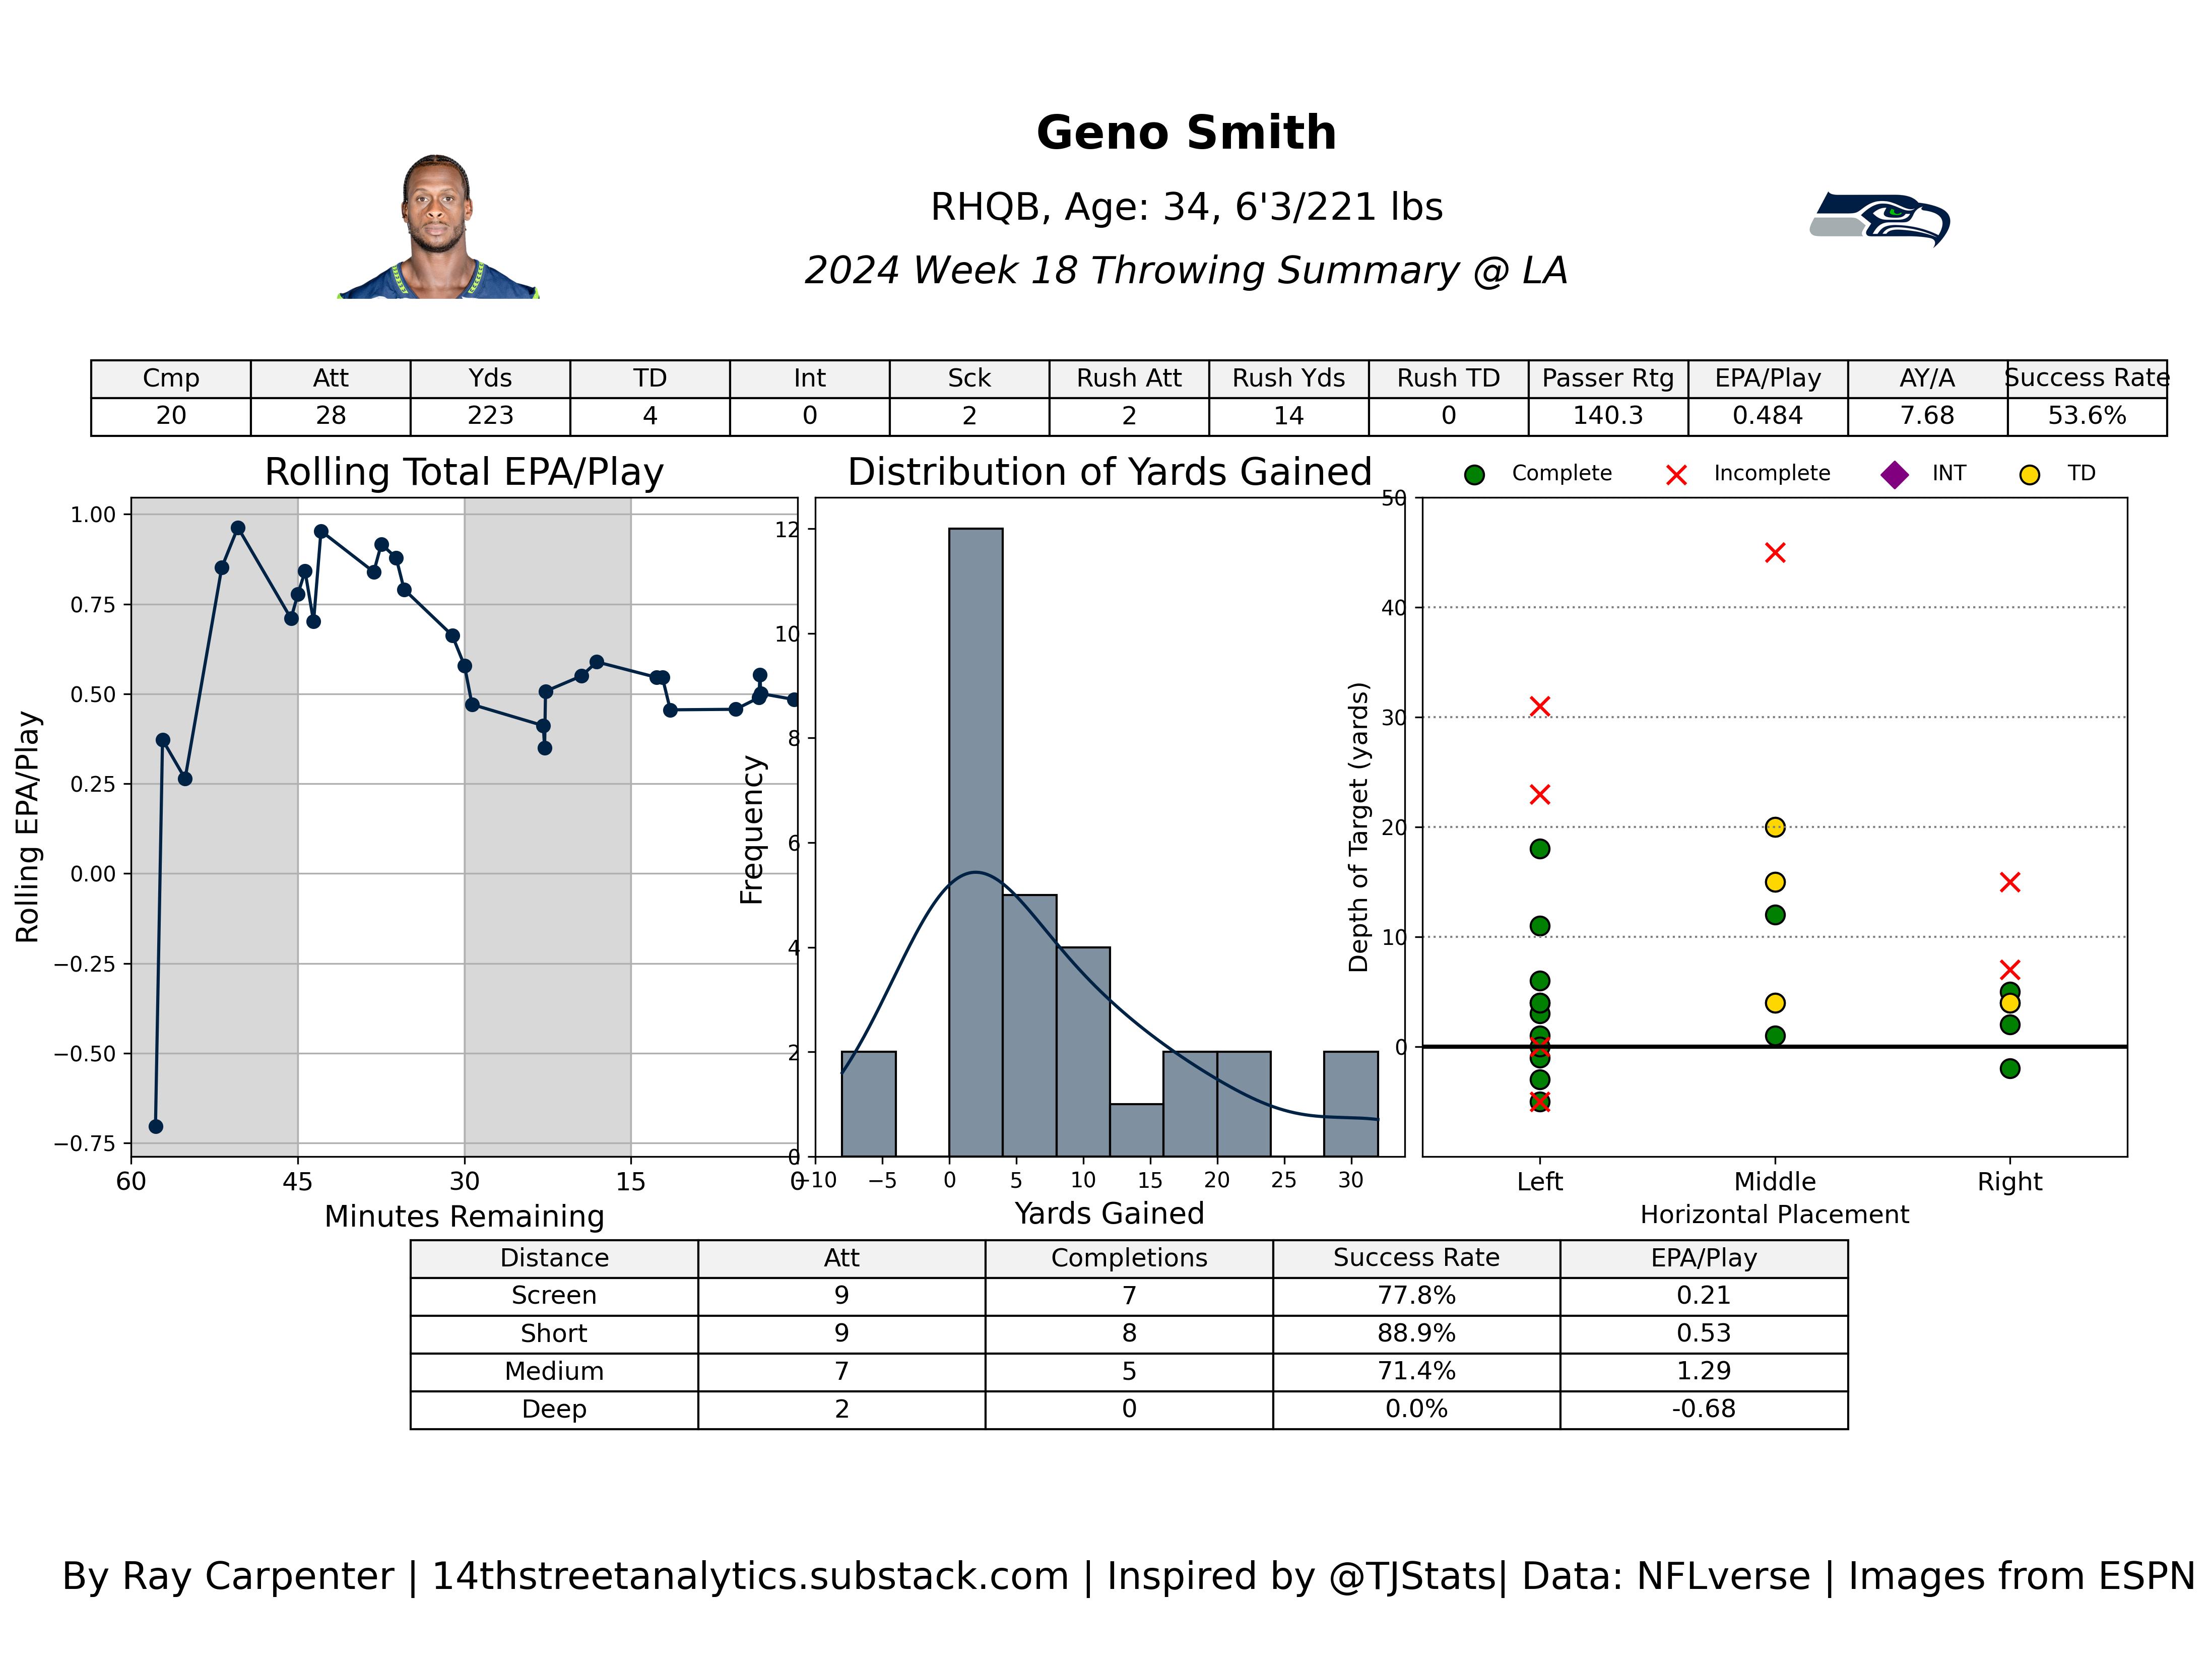 Geno Smith
RHQB, Age: 34, 6'3/221 lbs
2024 Week 18 Throwing Summary @ LA
Cmp Att Yds TD Int Sck Rush Att Rush Yds Rush TD Passer Rtg EPA/Play AY/A Success Rate
20 28 223 4 0 2 2 14 0 140.3 0.484 7.68 53.6%
Rolling Total EPA/Play
1.00
0.75
0.50
0.25
0.00
−0.25
−0.50
−0.75
Rolling EPA/Play
60 45 30 15 0
Minutes Remaining
Distribution of Yards Gained
12
10
8
6
4
2
0
Frequency
−10 −5 0 5 10 15 20 25 30
Yards Gained
Complete Incomplete INT TD
50
40
30
20
10
0
Depth of Target (yards)
Left Middle Right
Horizontal Placement
Distance Att Completions Success Rate EPA/Play
Screen 9 7 77.8% 0.21
Short 9 8 88.9% 0.53
Medium 7 5 71.4% 1.29
Deep 2 0 0.0% -0.68
By Ray Carpenter | 14thstreetanalytics.substack.com | Inspired by @TJStats| Data: NFLverse | Images from ESPN